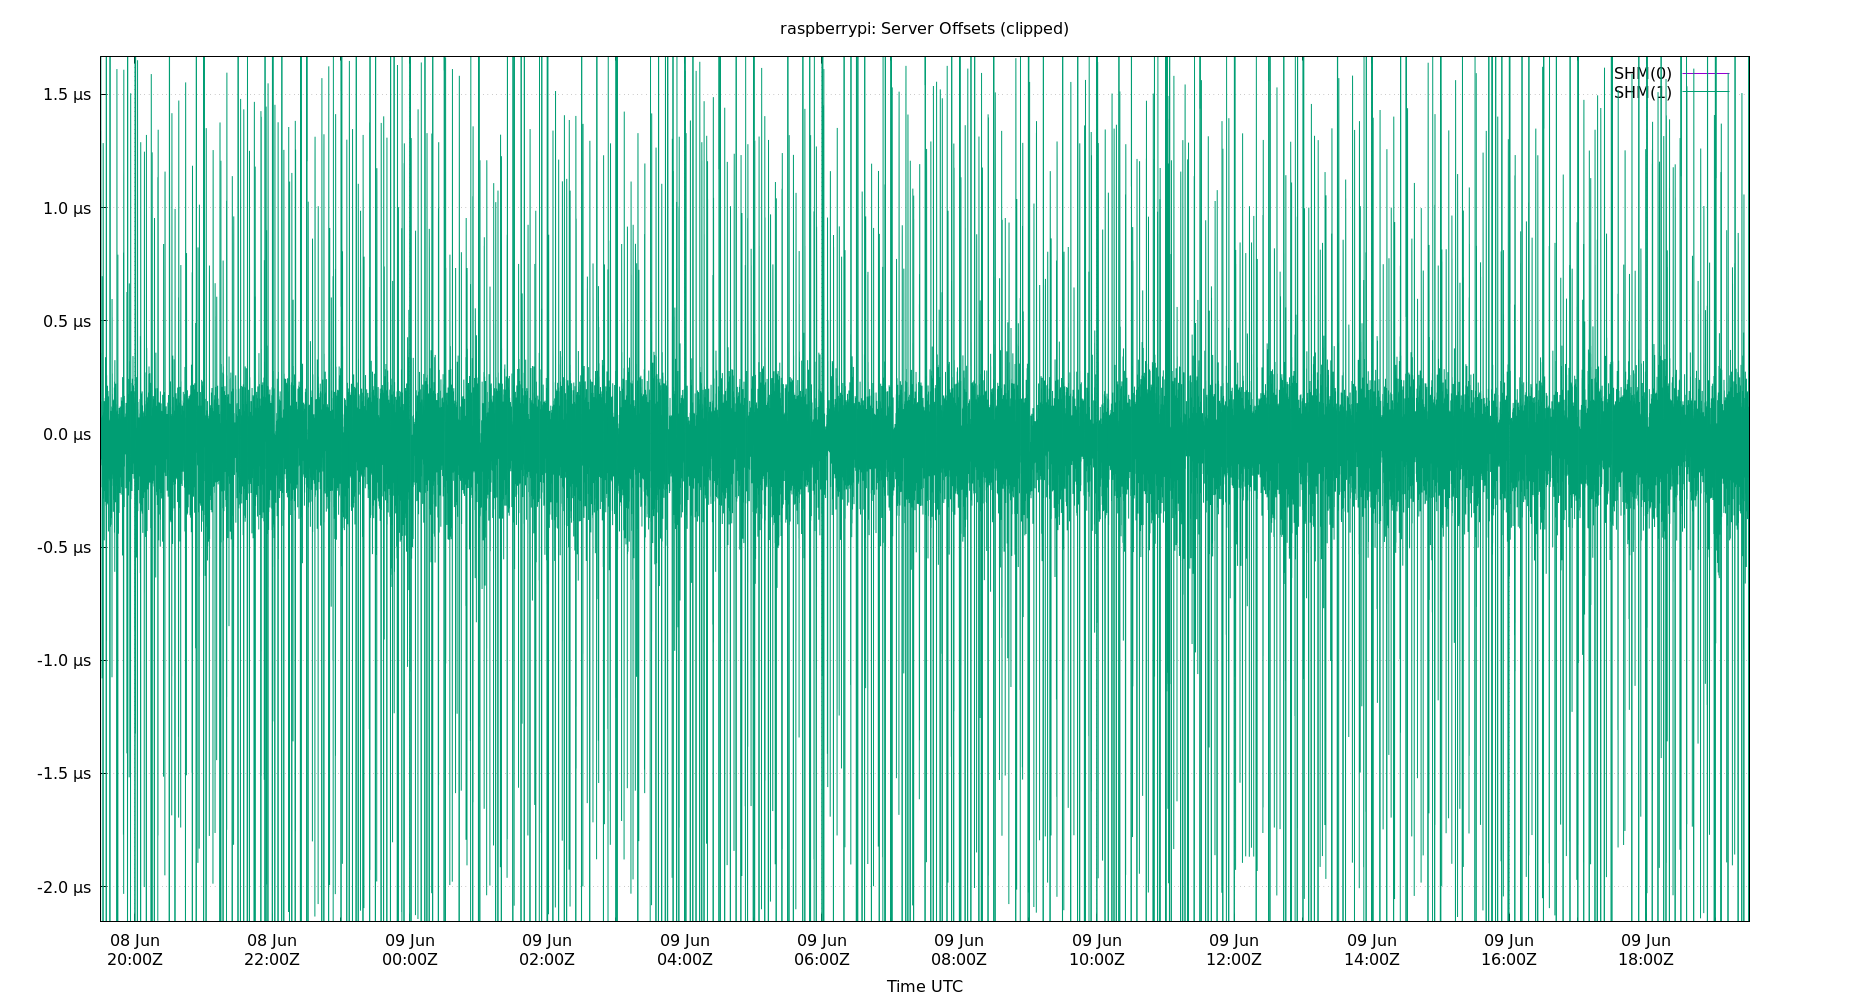 raspberrypi: Server Offsets (clipped)
SHM(0)
SHM(1)
1.5 µs
1.0 µs
0.5 µs
0.0 µs
-0.5 µs
-1.0 µs
-1.5 µs
-2.0 µs
08 Jun 08 Jun 09 Jun 09 Jun 09 Jun 09 Jun 09 Jun 09 Jun 09 Jun 09 Jun 09 Jun 09 Jun
20:00Z 22:00Z 00:00Z 02:00Z 04:00Z 06:00Z 08:00Z 10:00Z 12:00Z 14:00Z 16:00Z 18:00Z
Time UTC